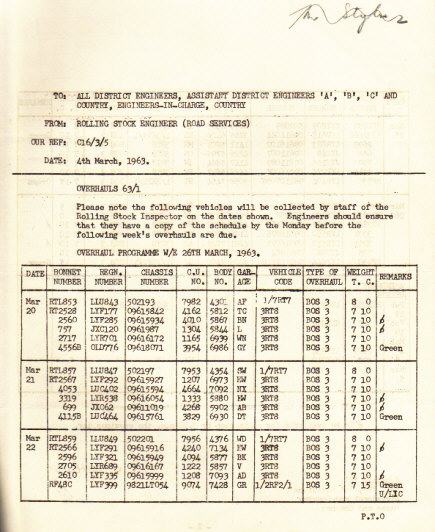 TO: ALL DISTRICT ENGINEERS, ASSISTANT DISTRICT ENGINEERS 'A', 'B', 'C' AND
COUNTRY, ENGINEERS-IN-CHARGE, COUNTRY
FROM: ROLLING STOCK ENGINEER (ROAD SERVICES)
OUR REF: C16/3/5
DATE: 4th March, 1963.
OVERHAULS 63/1
Please note the following vehicles will be collected by staff of the
Rolling Stock Inspector on the dates shown. Engineers should ensure
that they have a copy of the schedule by the Monday before the
following week's overhauls are due.
OVERHAUL PROGRAMME W/E 26TH MARCH, 1963.
DATE BONNET NUMBER REGN. NUMBER CHASSIS NUMBER C.U. NO. BODY NO. GAR-AGE VEHICLE CODE TYPE OF OVERHAUL WEIGHT T. C. REMARKS
Mar RTL853 LLU843 502193 7982 4301 AF 1/7RT7 BOS 3 8 0
20 RT2528 LYF177 09615842 4162 5812 TC 3RT8 BOS 3 7 10
2560 JYF285 09615934 4010 5867 BN 3RT8 BOS 3 7 10
757 JXC120 0961987 1304 5844 L 3RT8 BOS 3 7 10
2717 LYR701 09616172 1165 6939 WN 3RT8 BOS 3 7 10
4556B OLD776 09618071 3954 6986 GY 3RT8 BOS 3 7 10 Green
Mar RTL857 LLU847 502197 7953 4354 SW 1/7RT7 BOS 3 8 0
21 RT2567 LYF292 09615927 1207 6973 HW 3RT8 BOS 3 7 10
4053 LUC402 09615594 4664 7092 NX 3RT8 BOS 3 7 10
3319 LYR538 09616054 1333 5880 HW 3RT8 BOS 3 7 10
699 JXC62 09611019 4268 5902 AB 3RT8 BOS 3 7 10
4115B LUC464 09615761 3829 6930 DT 3RT8 BOS 3 7 10 Green
Mar RTL859 LLU849 502201 7956 4376 WD 1/7RT7 BOS 3 8 0
22 RT2566 LYF291 09615916 4240 7134 HW 3RT8 BOS 3 7 10
2596 LYF321 09615949 4094 5877 BK 3RT8 BOS 3 7 10
2705 LYR689 09616167 1222 5857 V 3RT8 BOS 3 7 10
2610 LYF335 09615999 1208 7093 AD 3RT8 BOS 3 7 10
RF48C LYF399 9821LT054 9074 7428 GR 1/2RF2/1 BOS 3 7 15 Green
U/LIC
P.T.O